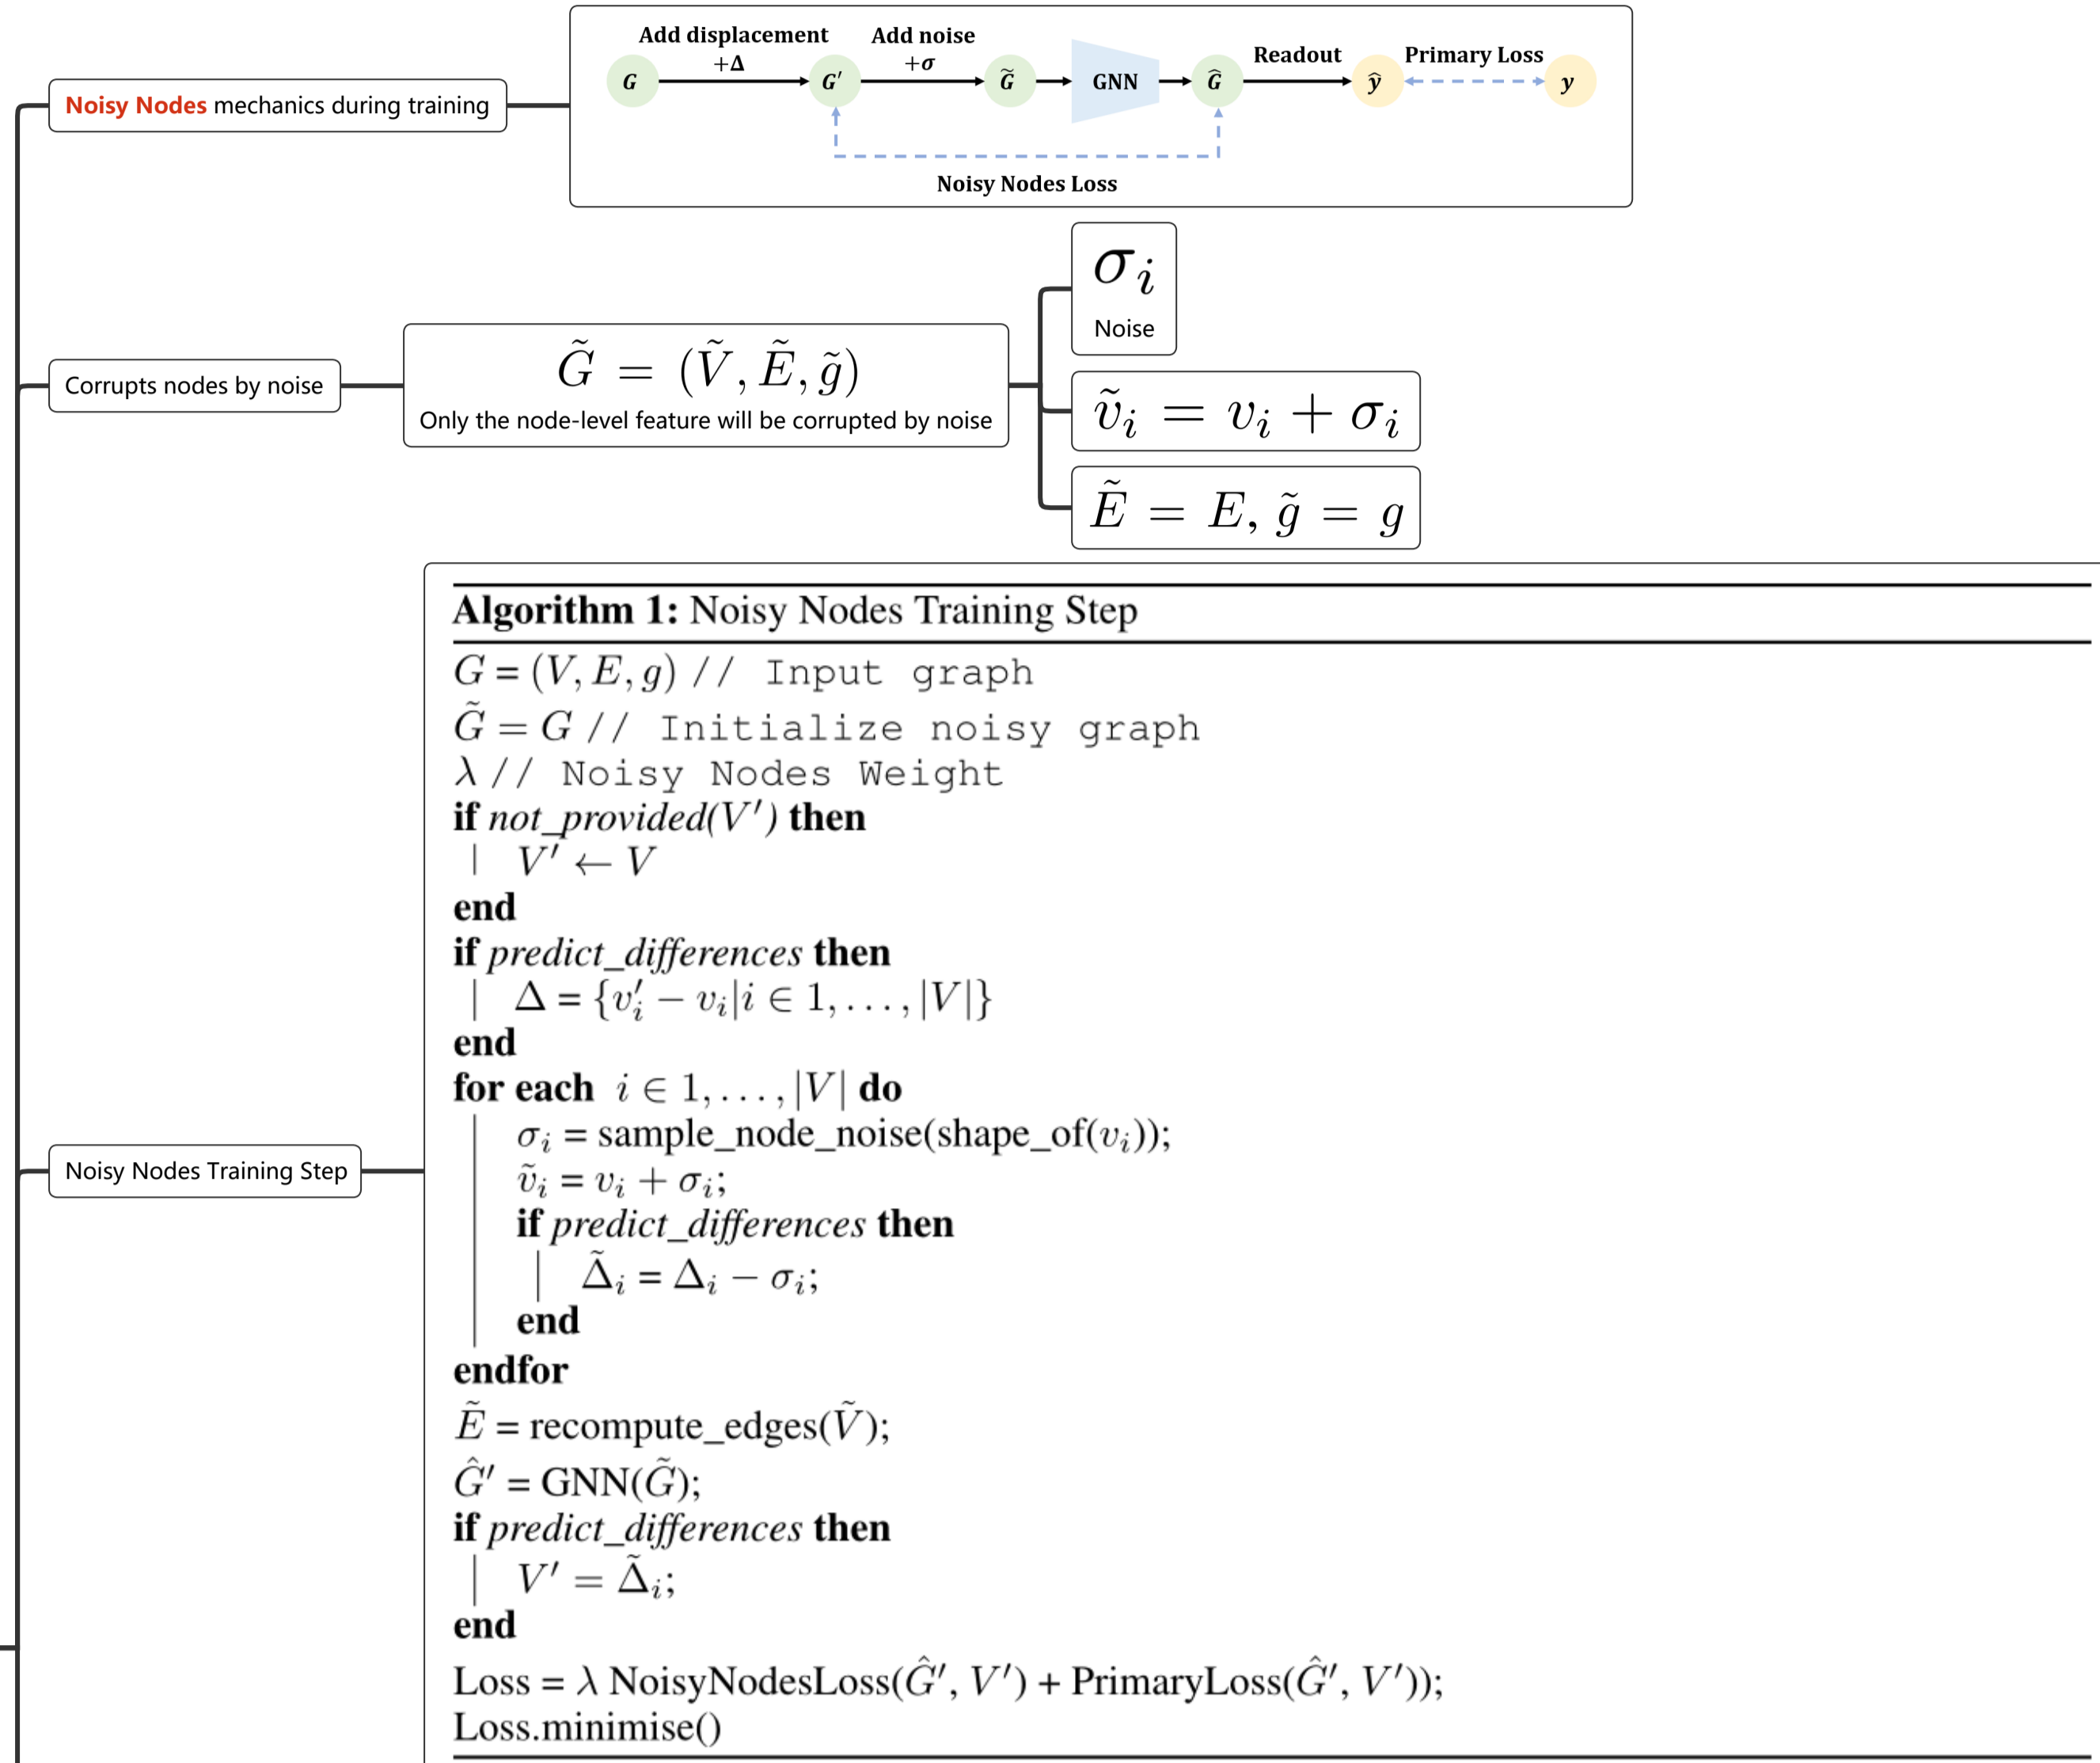 Noisy Nodes mechanics during training
Add displacement
+Δ
Add noise
+σ
Readout
Primary Loss
G
G′
G̃
GNN
Ĝ
ŷ
y
Noisy Nodes Loss
Corrupts nodes by noise
G̃ = (Ṽ, Ẽ, g̃)
Only the node-level feature will be corrupted by noise
σᵢ
Noise
ṽᵢ = vᵢ + σᵢ
Ẽ = E, g̃ = g
Noisy Nodes Training Step
Algorithm 1: Noisy Nodes Training Step
G = (V, E, g) // Input graph
G̃ = G // Initialize noisy graph
λ // Noisy Nodes Weight
if not_provided(V′) then
V′ ← V
end
if predict_differences then
Δ = {v′ᵢ − vᵢ|i ∈ 1, . . . , |V|}
end
for each i ∈ 1, . . . , |V| do
σᵢ = sample_node_noise(shape_of(vᵢ));
ṽᵢ = vᵢ + σᵢ;
if predict_differences then
Δ̃ᵢ = Δᵢ − σᵢ;
end
endfor
Ẽ = recompute_edges(Ṽ);
Ĝ′ = GNN(G̃);
if predict_differences then
V′ = Δ̃ᵢ;
end
Loss = λ NoisyNodesLoss(Ĝ′, V′) + PrimaryLoss(Ĝ′, V′));
Loss.minimise()